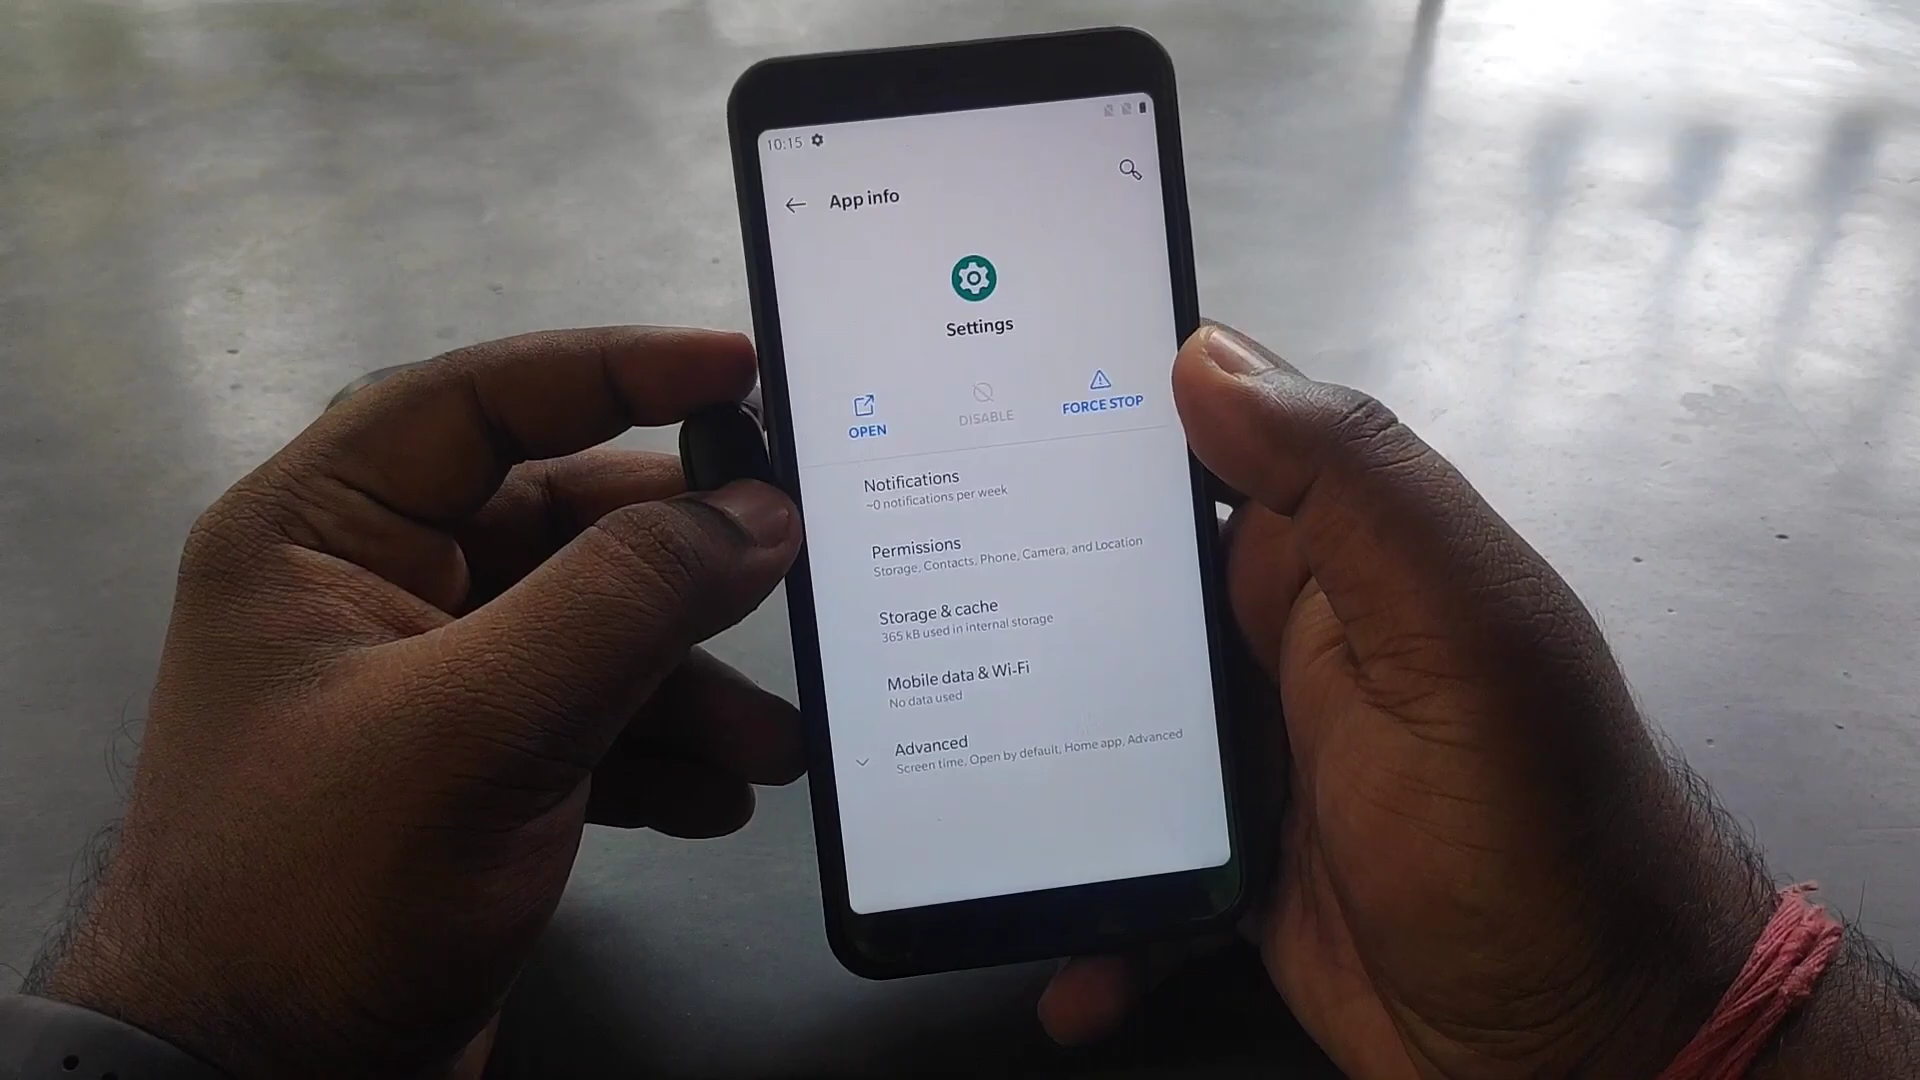 10:15
App info
Settings
OPEN
DISABLE
FORCE STOP
Notifications
~0 notifications per week
Permissions
Storage, Contacts, Phone, Camera, and Location
Storage & cache
365 kB used in internal storage
Mobile data & Wi-Fi
No data used
Advanced
Screen time, Open by default, Home app, Advanced